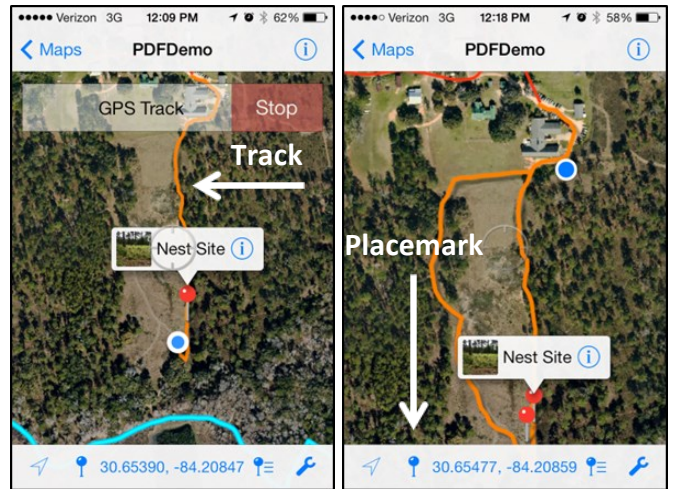 Verizon 3G 12:09 PM 62%
Maps PDFDemo
GPS Track Stop
Track
Nest Site
30.65390, -84.20847
Verizon 3G 12:18 PM 58%
Maps PDFDemo
Placemark
Nest Site
30.65477, -84.20859